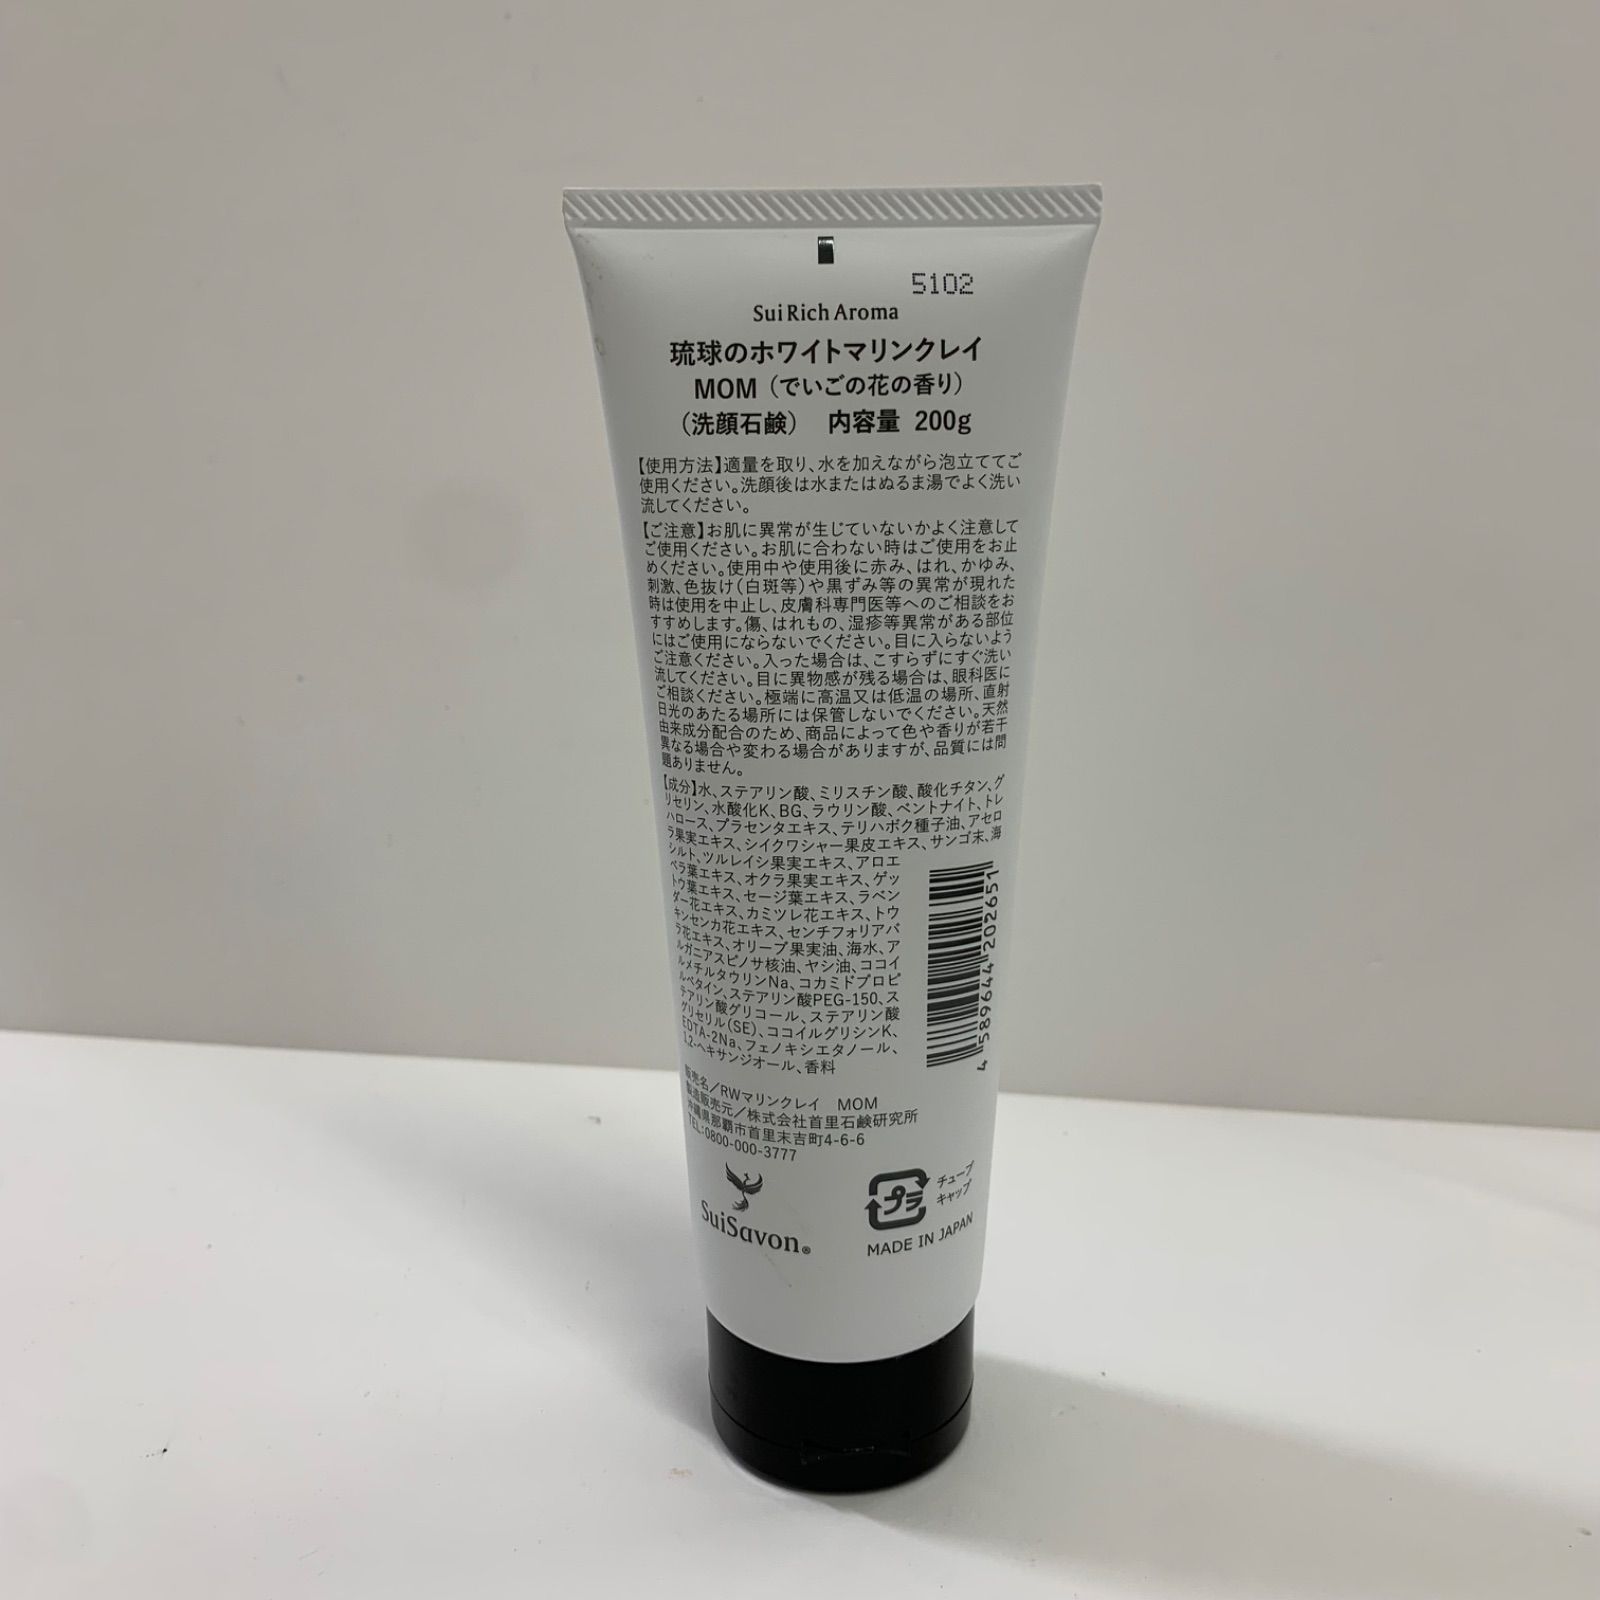 5102
Sui Rich Aroma
琉球のホワイトマリンクレイ
MOM（でいごの花の香り）
（洗顔石鹸）　内容量 200g
【使用方法】適量を取り、水を加えながら泡立ててご
使用ください。洗顔後は水またはぬるま湯でよく洗い
流してください。
【ご注意】お肌に異常が生じていないかよく注意して
ご使用ください。お肌に合わない時はご使用をお止
めください。使用中や使用後に赤み、はれ、かゆみ、
刺激、色抜け（白斑等）や黒ずみ等の異常が現れた
時は使用を中止し、皮膚科専門医等へのご相談をお
すすめします。傷、はれもの、湿疹等異常がある部位
にはご使用にならないでください。目に入らないよう
ご注意ください。入った場合は、こすらずにすぐ洗い
流してください。目に異物感が残る場合は、眼科医に
ご相談ください。極端に高温又は低温の場所、直射
日光のあたる場所には保管しないでください。天然
由来成分配合のため、商品によって色や香りが若干
異なる場合や変わる場合がありますが、品質には問
題ありません。
【成分】水、ステアリン酸、ミリスチン酸、酸化チタン、グ
リセリン、水酸化K、BG、ラウリン酸、ベントナイト、トレ
ハロース、プラセンタエキス、テリハボク種子油、アセロ
ラ果実エキス、シイクワシャー果皮エキス、サンゴ末、海
シルト、ツルレイシ果実エキス、アロエ
ベラ葉エキス、オクラ果実エキス、ゲッ
トウ葉エキス、セージ葉エキス、ラベン
ダー花エキス、カミツレ花エキス、トウ
キンセンカ花エキス、センチフォリアバ
ラ花エキス、オリーブ果実油、海水、ア
ルガニアスピノサ核油、ヤシ油、ココイ
ルメチルタウリンNa、コカミドプロピ
ルベタイン、ステアリン酸PEG-150、ス
テアリン酸グリコール、ステアリン酸
グリセリル（SE）、ココイルグリシンK、
EDTA-2Na、フェノキシエタノール、
1,2-ヘキサンジオール、香料
4 589644 202651
販売名／RWマリンクレイ　MOM
製造販売元／株式会社首里石鹸研究所
沖縄県那覇市首里末吉町4-6-6
TEL:0800-000-3777
SuiSavon®
プラ
チューブ
キャップ
MADE IN JAPAN